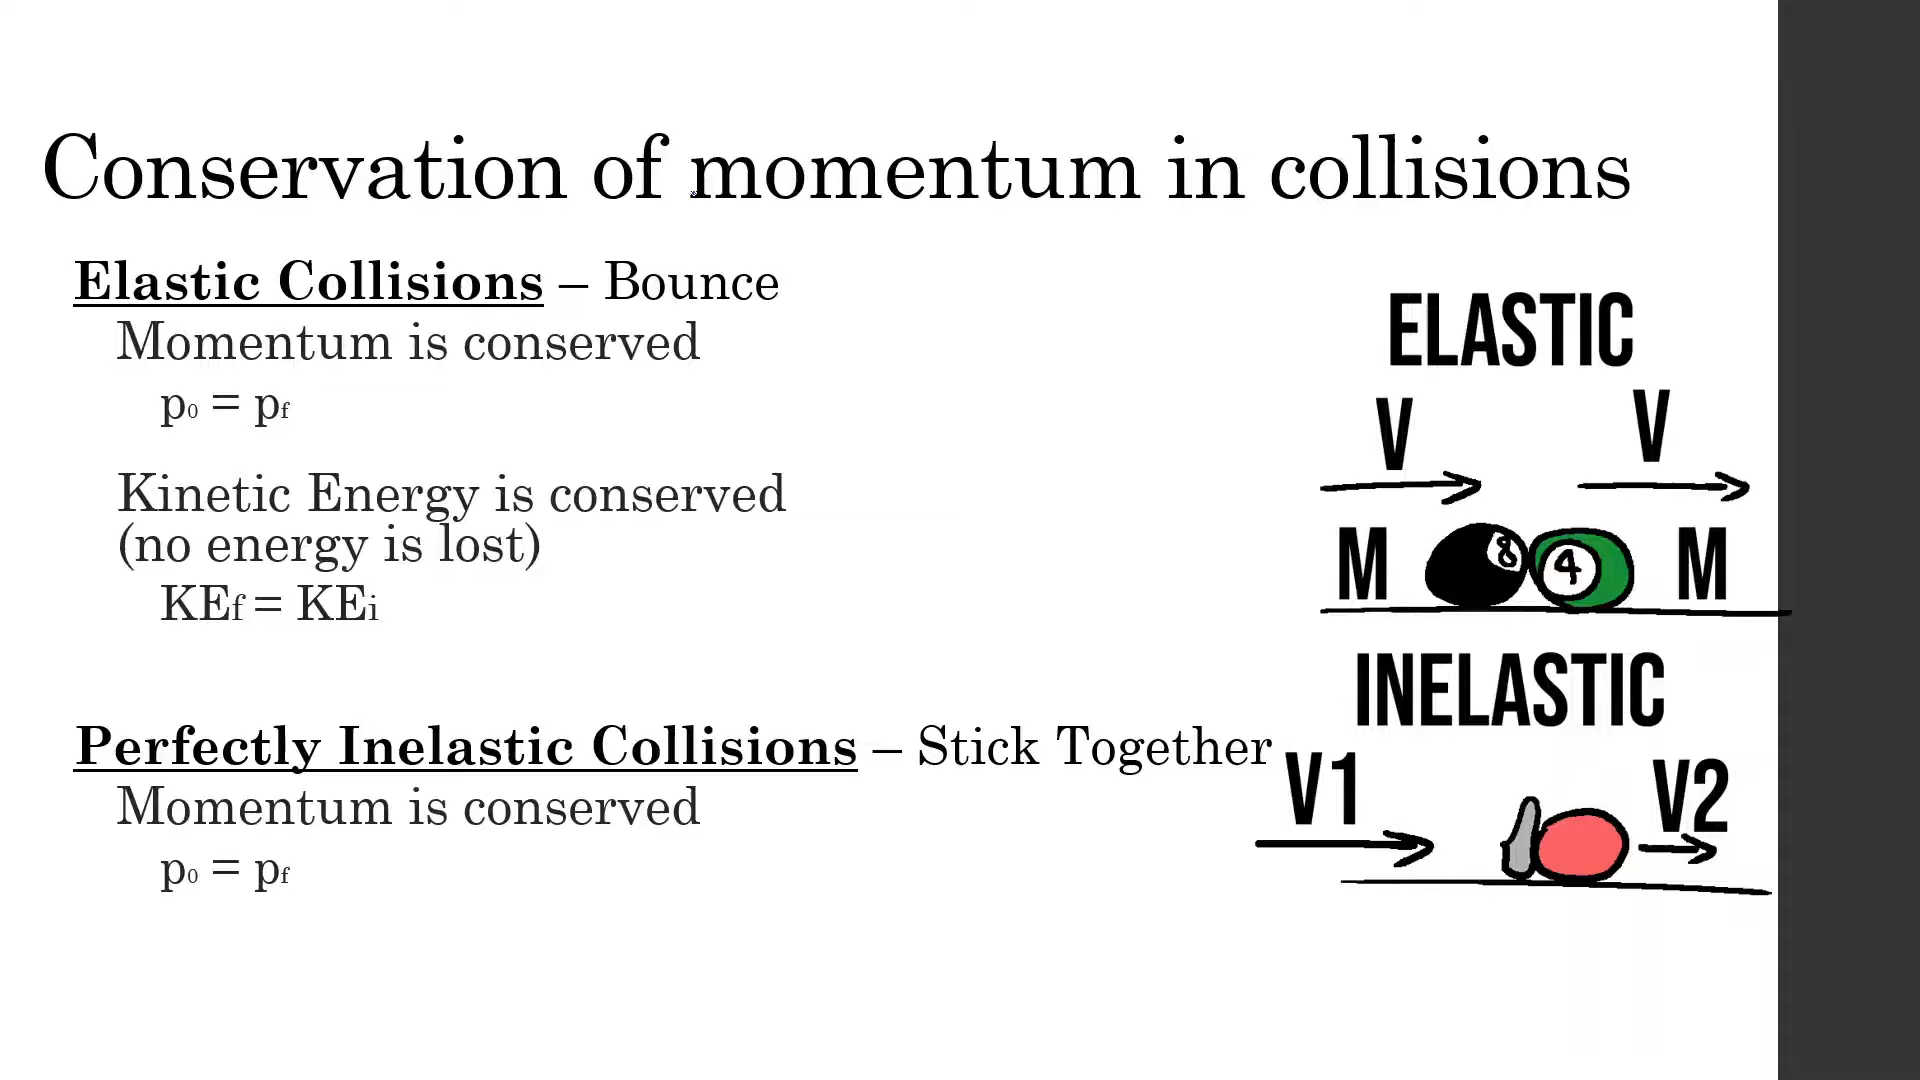 Conservation of momentum in collisions
Elastic Collisions – Bounce
Momentum is conserved
p₀ = pf
Kinetic Energy is conserved
(no energy is lost)
KEf = KEi
Perfectly Inelastic Collisions – Stick Together
Momentum is conserved
p₀ = pf
ELASTIC
V V
M 8 4 M
INELASTIC
V1 V2